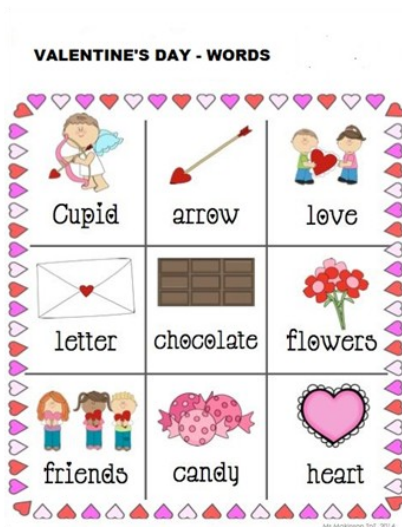 VALENTINE'S DAY - WORDS
Cupid arrow love
letter chocolate flowers
friends candy heart